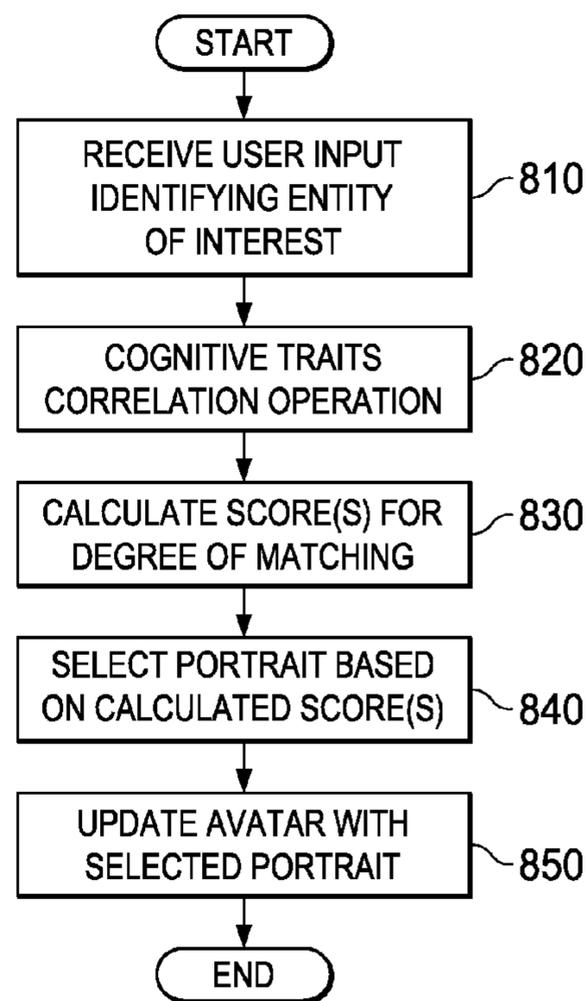 START
RECEIVE USER INPUT
IDENTIFYING ENTITY
OF INTEREST
810
COGNITIVE TRAITS
CORRELATION OPERATION
820
CALCULATE SCORE(S) FOR
DEGREE OF MATCHING
830
SELECT PORTRAIT BASED
ON CALCULATED SCORE(S)
840
UPDATE AVATAR WITH
SELECTED PORTRAIT
850
END